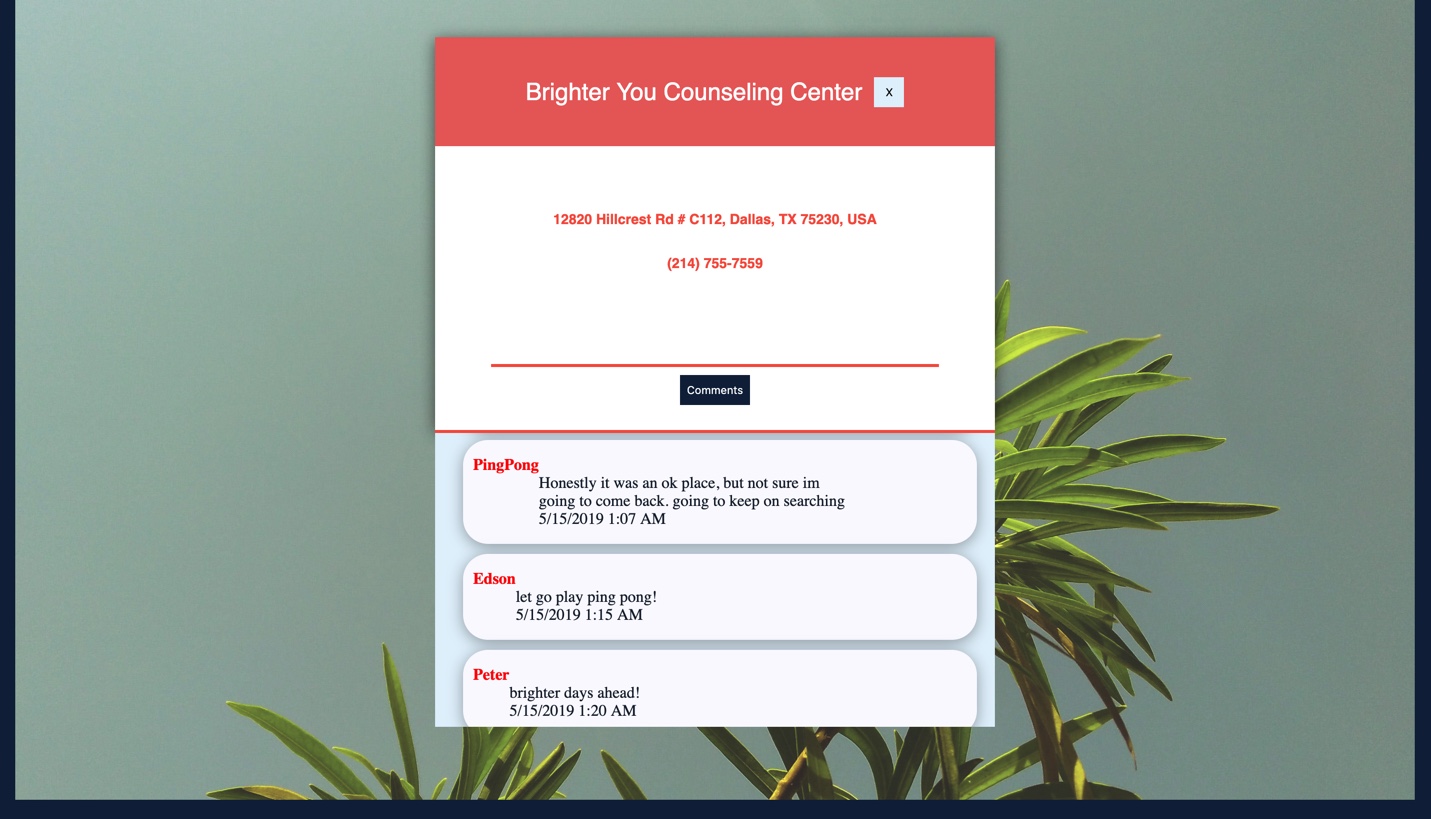 Brighter You Counseling Center X
12820 Hillcrest Rd # C112, Dallas, TX 75230, USA
(214) 755-7559
Comments
PingPong
Honestly it was an ok place, but not sure im
going to come back. going to keep on searching
5/15/2019 1:07 AM
Edson
let go play ping pong!
5/15/2019 1:15 AM
Peter
brighter days ahead!
5/15/2019 1:20 AM